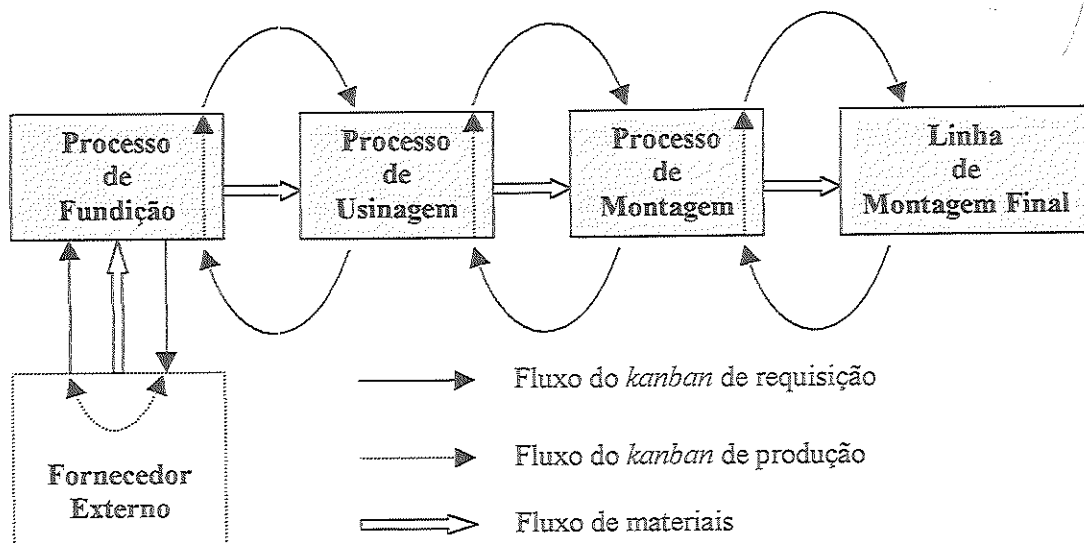 Processo
de
Fundição
Processo
de
Usinagem
Processo
de
Montagem
Linha
de
Montagem Final
Fornecedor
Externo
Fluxo do kanban de requisição
Fluxo do kanban de produção
Fluxo de materiais